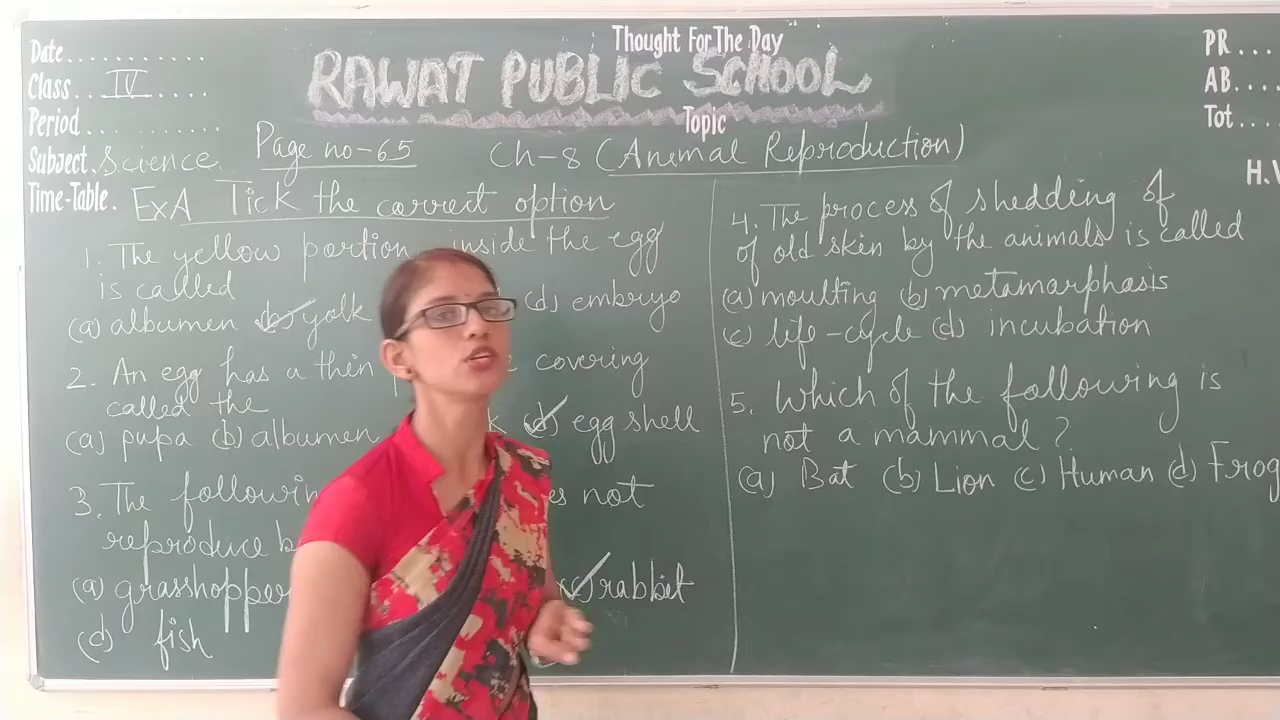 Thought For The Day
Date............
Class...IV.....
RAWAT PUBLIC SCHOOL
PR...
AB....
Tot....
Period.... .........
Topic
Subject. Science. Page no-65 Ch-8 (Animal Reproduction)
H.
Time-Table. Ex A Tick the correct option
1. The yellow portion inside the egg
is called
(a) albumen (b) yolk (d) embryo
2. An egg has a thin covering
called the
(a) pupa (b) albumen (d) egg shell
3. The not
reproduce
(a) (c) rabbit
(d) fish
4. The process of shedding of
of old skin by the animals is called
(a) moulting (b) metamorphasis
(c) life-cycle (d) incubation
5. Which of the following is
not a mammal?
(a) Bat (b) Lion (c) Human (d) Frog